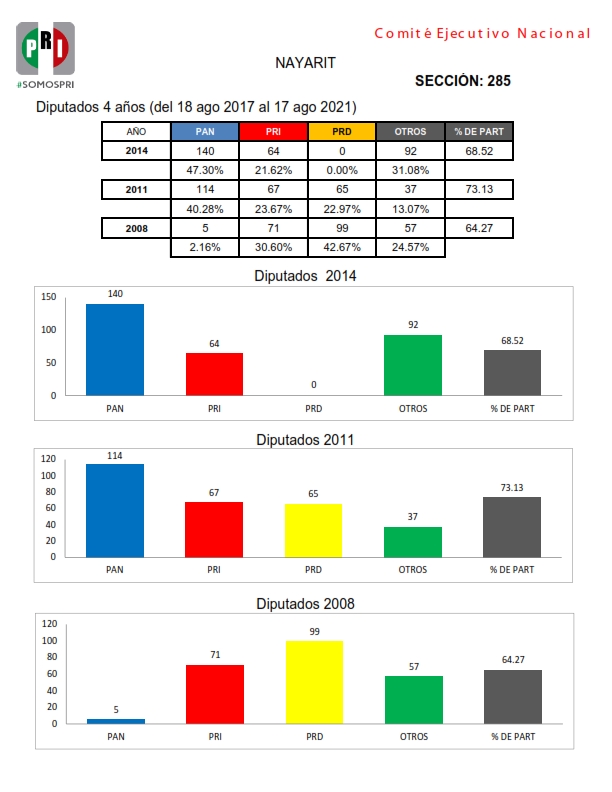 Comité Ejecutivo Nacional
PRI
#SOMOSPRI
NAYARIT
SECCIÓN: 285
Diputados 4 años (del 18 ago 2017 al 17 ago 2021)
AÑO PAN PRI PRD OTROS % DE PART
2014 140 64 0 92 68.52
47.30% 21.62% 0.00% 31.08%
2011 114 67 65 37 73.13
40.28% 23.67% 22.97% 13.07%
2008 5 71 99 57 64.27
2.16% 30.60% 42.67% 24.57%
Diputados 2014
150
100
50
0
140 64 0 92 68.52
PAN PRI PRD OTROS % DE PART
Diputados 2011
120
100
80
60
40
20
0
114 67 65 37 73.13
PAN PRI PRD OTROS % DE PART
Diputados 2008
120
100
80
60
40
20
0
5 71 99 57 64.27
PAN PRI PRD OTROS % DE PART